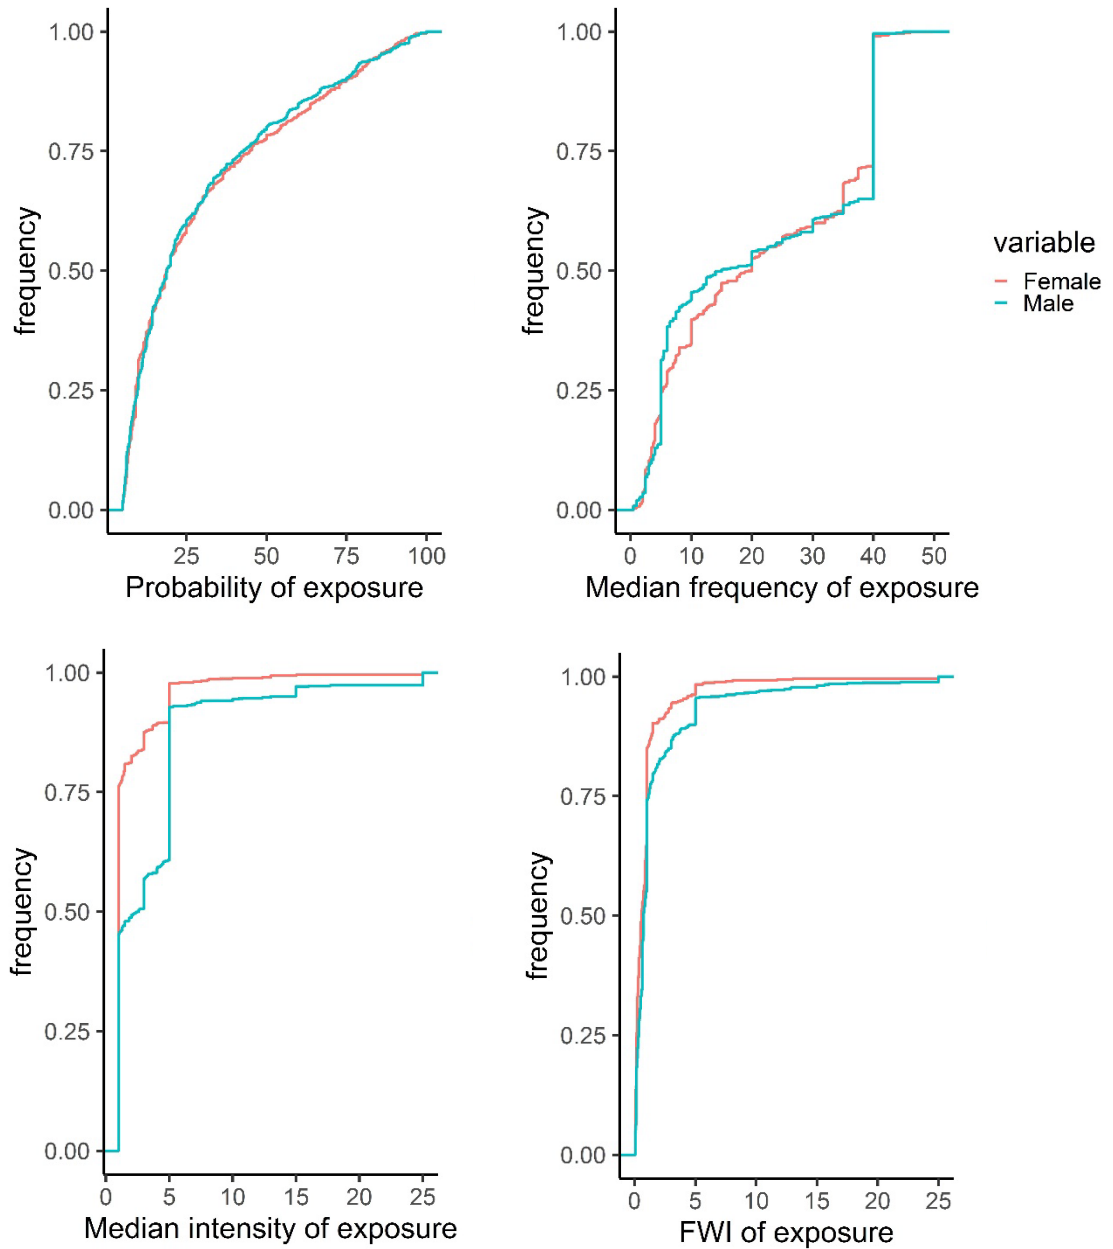 1.00
0.75
0.50
0.25
0.00
frequency
25 50 75 100
Probability of exposure
1.00
0.75
0.50
0.25
0.00
frequency
0 10 20 30 40 50
Median frequency of exposure
variable
Female
Male
1.00
0.75
0.50
0.25
0.00
frequency
0 5 10 15 20 25
Median intensity of exposure
1.00
0.75
0.50
0.25
0.00
frequency
0 5 10 15 20 25
FWI of exposure